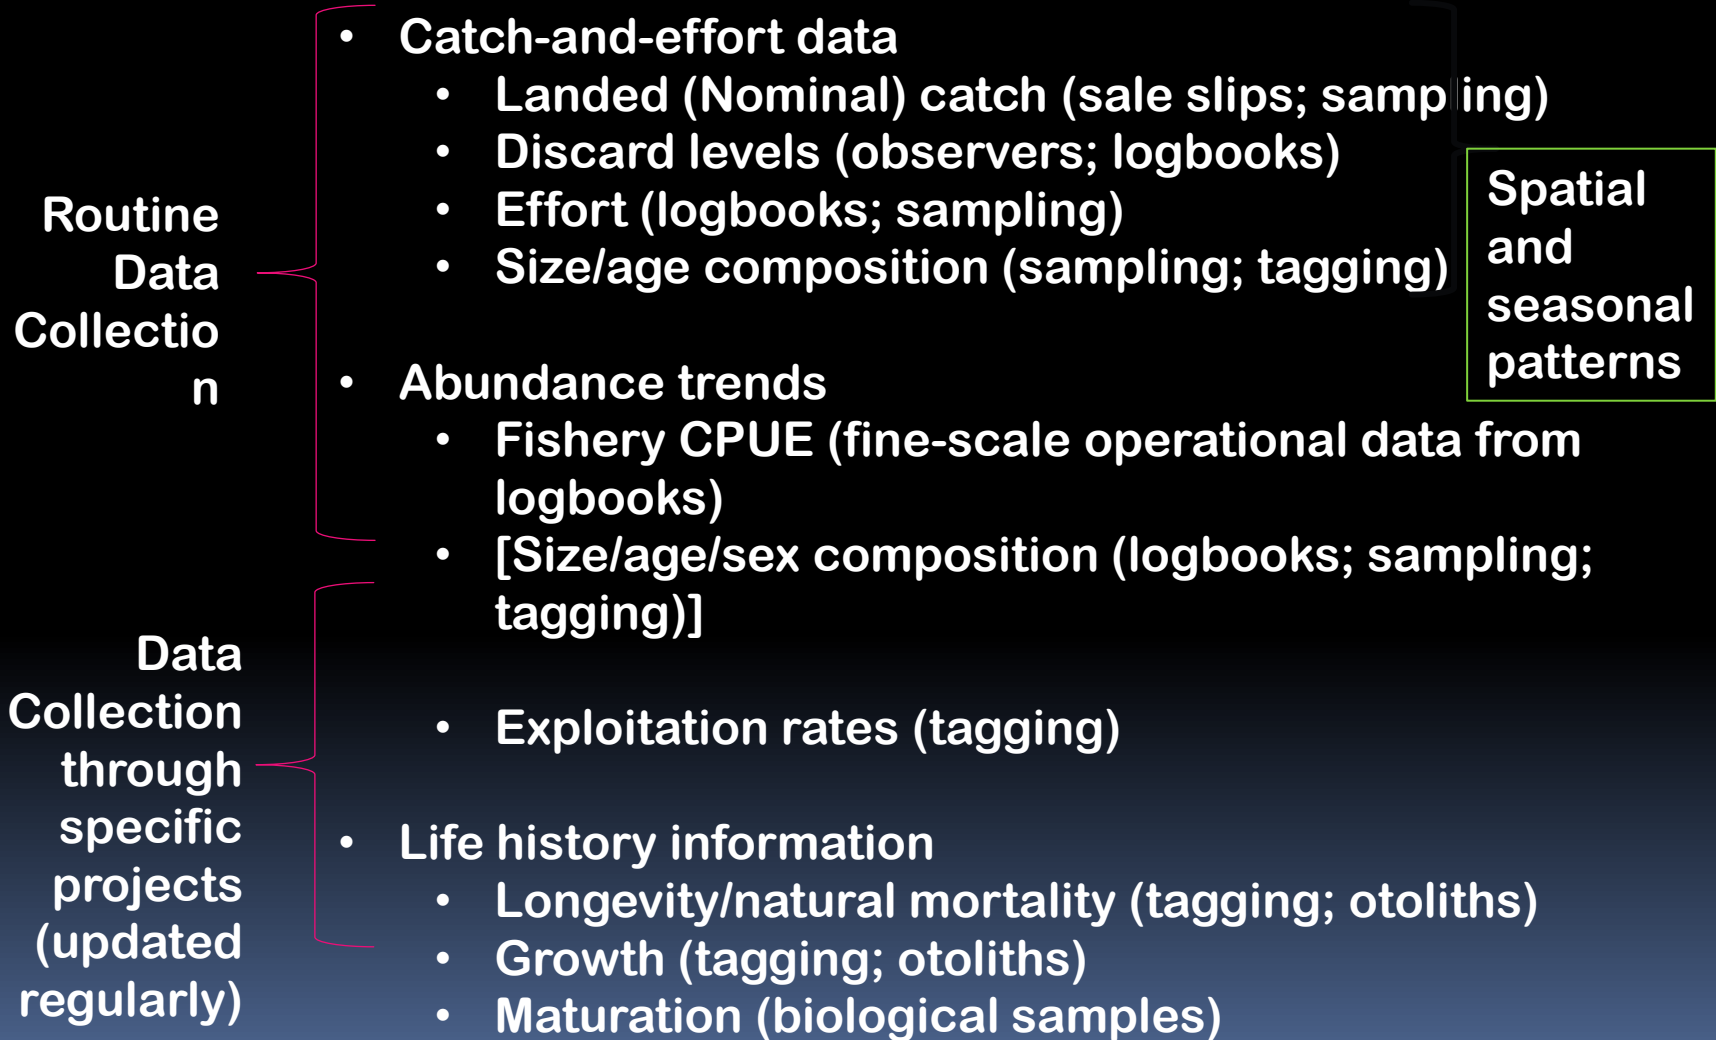 Routine
Data
Collectio
n
• Catch-and-effort data
• Landed (Nominal) catch (sale slips; sampling)
• Discard levels (observers; logbooks)
• Effort (logbooks; sampling)
• Size/age composition (sampling; tagging)
Spatial
and
seasonal
patterns
• Abundance trends
• Fishery CPUE (fine-scale operational data from
logbooks)
• [Size/age/sex composition (logbooks; sampling;
tagging)]
Data
Collection
through
specific
projects
(updated
regularly)
• Exploitation rates (tagging)
• Life history information
• Longevity/natural mortality (tagging; otoliths)
• Growth (tagging; otoliths)
• Maturation (biological samples)